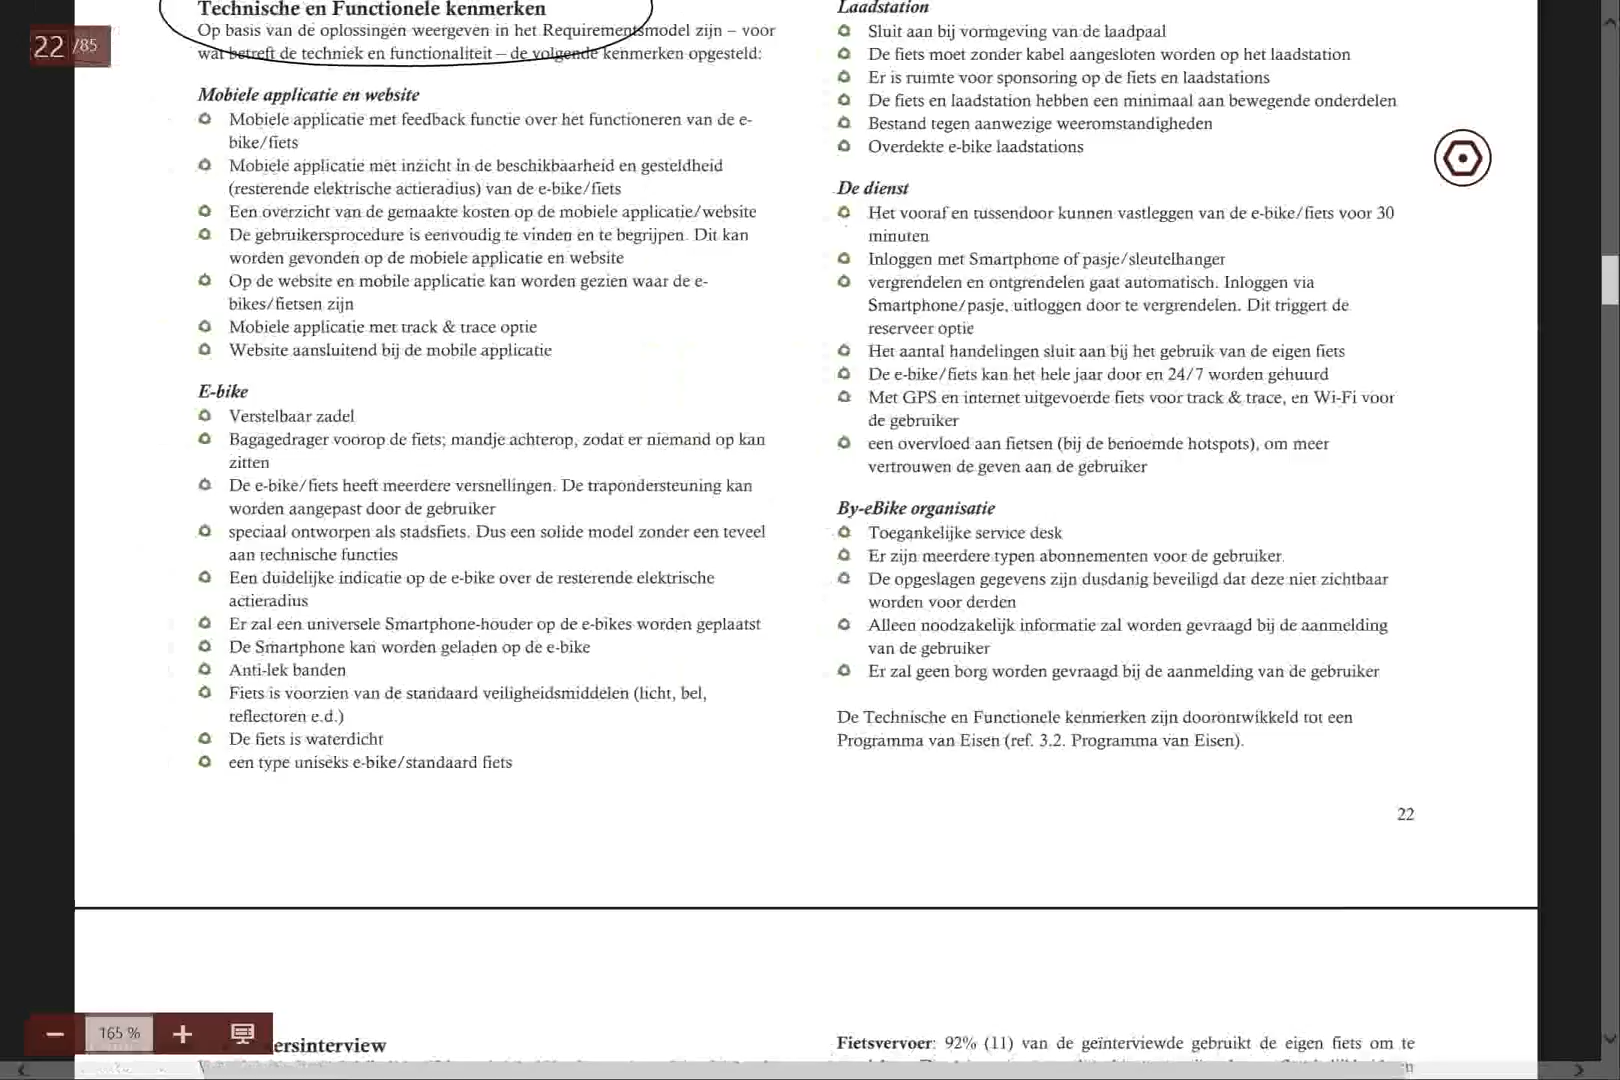 22 /85
Technische en Functionele kenmerken
Op basis van de oplossingen weergeven in het Requirementsmodel zijn – voor
wat betreft de techniek en functionaliteit – de volgende kenmerken opgesteld:
Mobiele applicatie en website
Mobiele applicatie met feedback functie over het functioneren van de e-
bike/fiets
Mobiele applicatie met inzicht in de beschikbaarheid en gesteldheid
(resterende elektrische actieradius) van de e-bike/fiets
Een overzicht van de gemaakte kosten op de mobiele applicatie/website
De gebruikersprocedure is eenvoudig te vinden en te begrijpen. Dit kan
worden gevonden op de mobiele applicatie en website
Op de website en mobile applicatie kan worden gezien waar de e-
bikes/fietsen zijn
Mobiele applicatie met track & trace optie
Website aansluitend bij de mobile applicatie
E-bike
Verstelbaar zadel
Bagagedrager voorop de fiets; mandje achterop, zodat er niemand op kan
zitten
De e-bike/fiets heeft meerdere versnellingen. De trapondersteuning kan
worden aangepast door de gebruiker
speciaal ontworpen als stadsfiets. Dus een solide model zonder een teveel
aan technische functies
Een duidelijke indicatie op de e-bike over de resterende elektrische
actieradius
Er zal een universele Smartphone-houder op de e-bikes worden geplaatst
De Smartphone kan worden geladen op de e-bike
Anti-lek banden
Fiets is voorzien van de standaard veiligheidsmiddelen (licht, bel,
reflectoren e.d.)
De fiets is waterdicht
een type uniseks e-bike/standaard fiets
Laadstation
Sluit aan bij vormgeving van de laadpaal
De fiets moet zonder kabel aangesloten worden op het laadstation
Er is ruimte voor sponsoring op de fiets en laadstations
De fiets en laadstation hebben een minimaal aan bewegende onderdelen
Bestand tegen aanwezige weeromstandigheden
Overdekte e-bike laadstations
De dienst
Het vooraf en tussendoor kunnen vastleggen van de e-bike/fiets voor 30
minuten
Inloggen met Smartphone of pasje/sleutelhanger
vergrendelen en ontgrendelen gaat automatisch. Inloggen via
Smartphone/pasje, uitloggen door te vergrendelen. Dit triggert de
reserveer optie
Het aantal handelingen sluit aan bij het gebruik van de eigen fiets
De e-bike/fiets kan het hele jaar door en 24/7 worden gehuurd
Met GPS en internet uitgevoerde fiets voor track & trace, en Wi-Fi voor
de gebruiker
een overvloed aan fietsen (bij de benoemde hotspots), om meer
vertrouwen de geven aan de gebruiker
By-eBike organisatie
Toegankelijke service desk
Er zijn meerdere typen abonnementen voor de gebruiker.
De opgeslagen gegevens zijn dusdanig beveiligd dat deze niet zichtbaar
worden voor derden
Alleen noodzakelijk informatie zal worden gevraagd bij de aanmelding
van de gebruiker
Er zal geen borg worden gevraagd bij de aanmelding van de gebruiker
De Technische en Functionele kenmerken zijn doorontwikkeld tot een
Programma van Eisen (ref. 3.2. Programma van Eisen).
22
165 %
ersinterview
Fietsvervoer: 92% (11) van de geïnterviewde gebruikt de eigen fiets om te